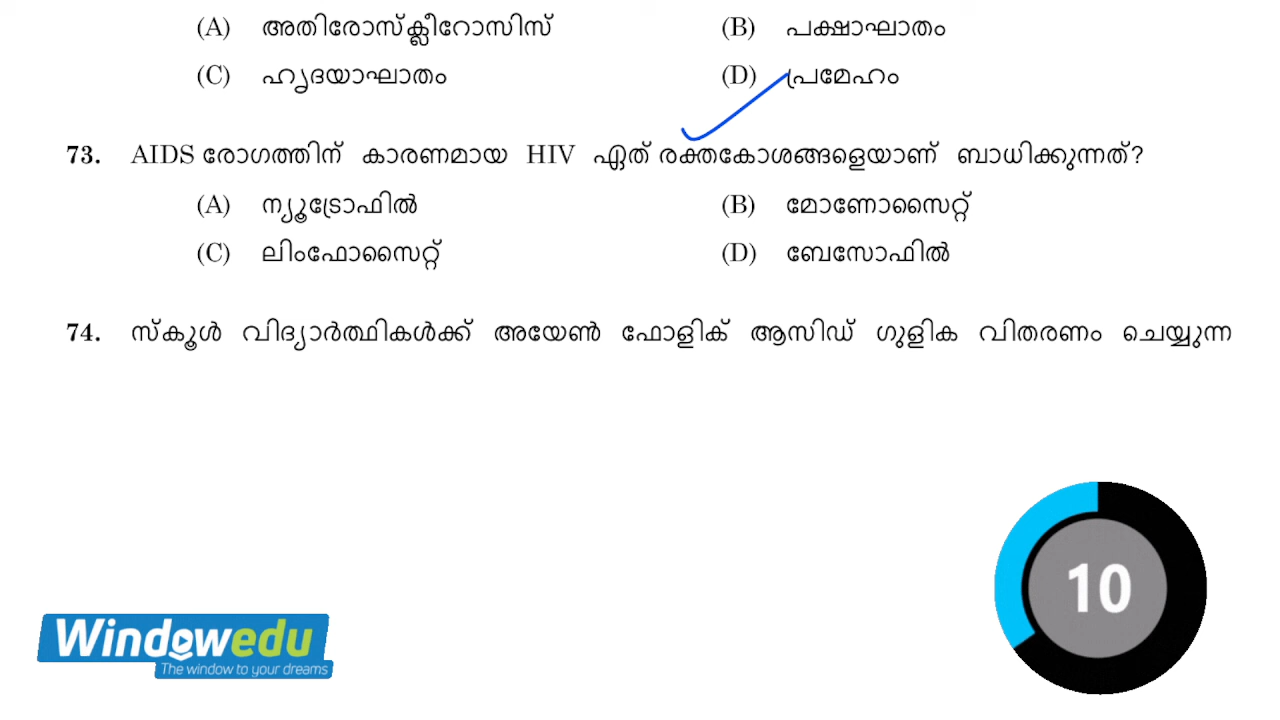 (A) അതിരോസ്ക്ലീറോസിസ് (B) പക്ഷാഘാതം
(C) ഹൃദയാഘാതം (D) പ്രമേഹം
73. AIDS രോഗത്തിന് കാരണമായ HIV ഏത് രക്തകോശങ്ങളെയാണ് ബാധിക്കുന്നത്?
(A) ന്യൂട്രോഫിൽ (B) മോണോസൈറ്റ്
(C) ലിംഫോസൈറ്റ് (D) ബേസോഫിൽ
74. സ്കൂൾ വിദ്യാർത്ഥികൾക്ക് അയേൺ ഫോളിക് ആസിഡ് ഗുളിക വിതരണം ചെയ്യുന്ന
10
Windowedu
The window to your dreams